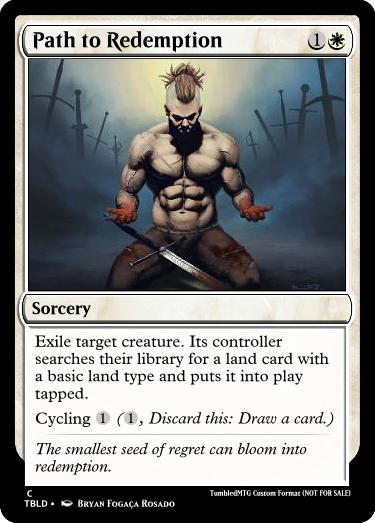 Path to Redemption 1
Sorcery
Exile target creature. Its controller
searches their library for a land card with
a basic land type and puts it into play
tapped.
Cycling 1 (1, Discard this: Draw a card.)
The smallest seed of regret can bloom into
redemption.
C
TBLD • Bryan Fogaça Rosado
TumbledMTG Custom Format (NOT FOR SALE)